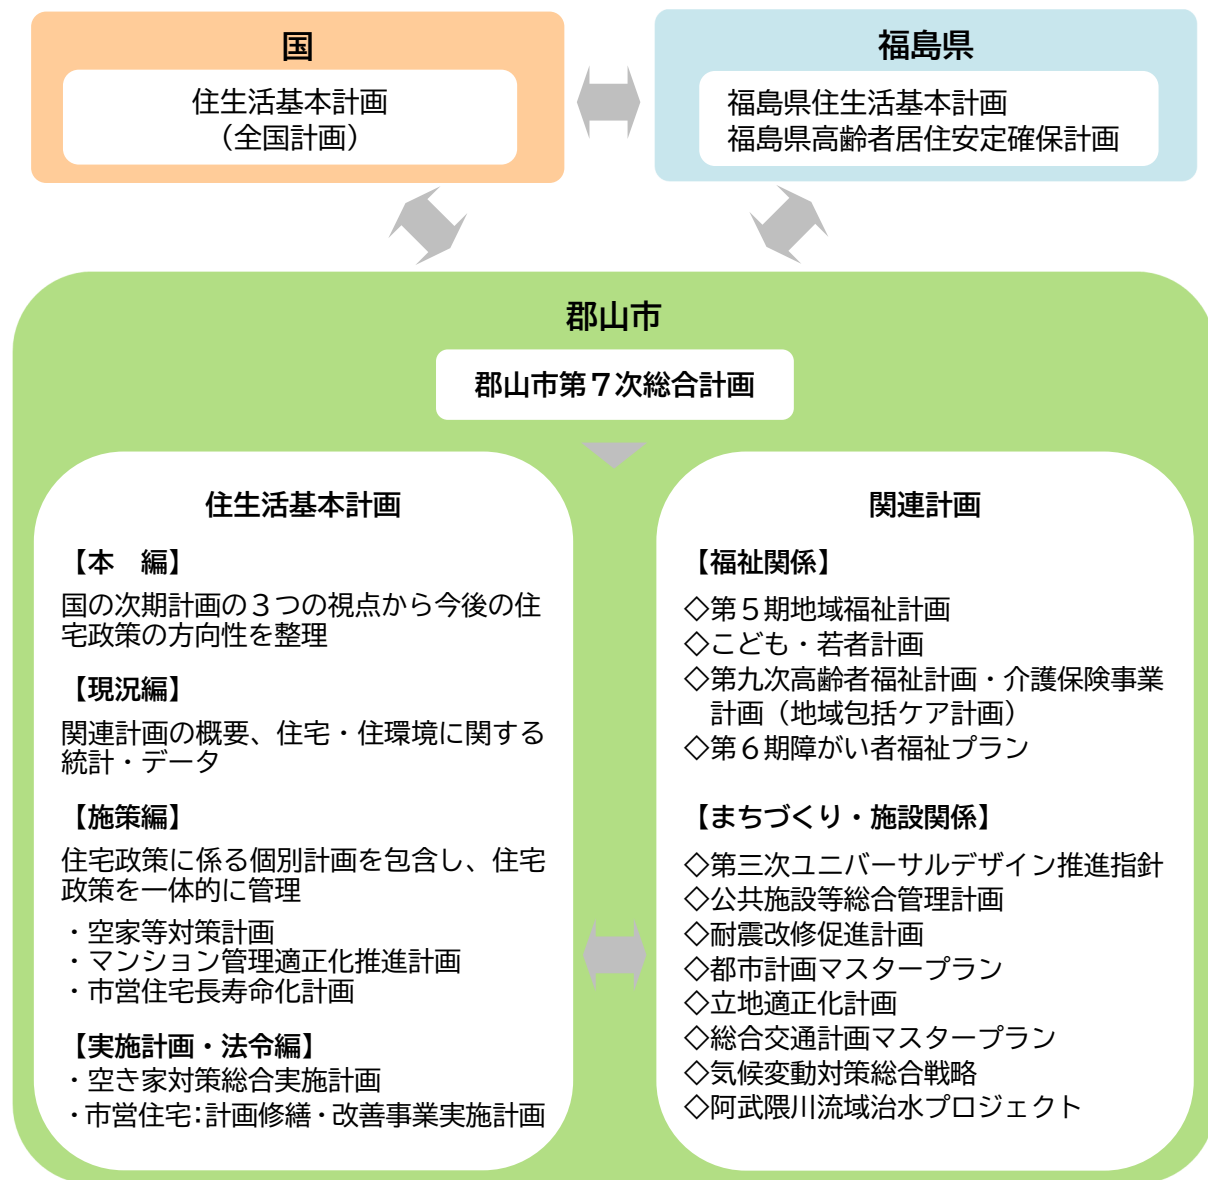 国
住生活基本計画
（全国計画）
福島県
福島県住生活基本計画
福島県高齢者居住安定確保計画
郡山市
郡山市第７次総合計画
住生活基本計画
【本　編】
国の次期計画の３つの視点から今後の住
宅政策の方向性を整理
【現況編】
関連計画の概要、住宅・住環境に関する
統計・データ
【施策編】
住宅政策に係る個別計画を包含し、住宅
政策を一体的に管理
・空家等対策計画
・マンション管理適正化推進計画
・市営住宅長寿命化計画
【実施計画・法令編】
・空き家対策総合実施計画
・市営住宅：計画修繕・改善事業実施計画
関連計画
【福祉関係】
◇第５期地域福祉計画
◇こども・若者計画
◇第九次高齢者福祉計画・介護保険事業
計画（地域包括ケア計画）
◇第６期障がい者福祉プラン
【まちづくり・施設関係】
◇第三次ユニバーサルデザイン推進指針
◇公共施設等総合管理計画
◇耐震改修促進計画
◇都市計画マスタープラン
◇立地適正化計画
◇総合交通計画マスタープラン
◇気候変動対策総合戦略
◇阿武隈川流域治水プロジェクト